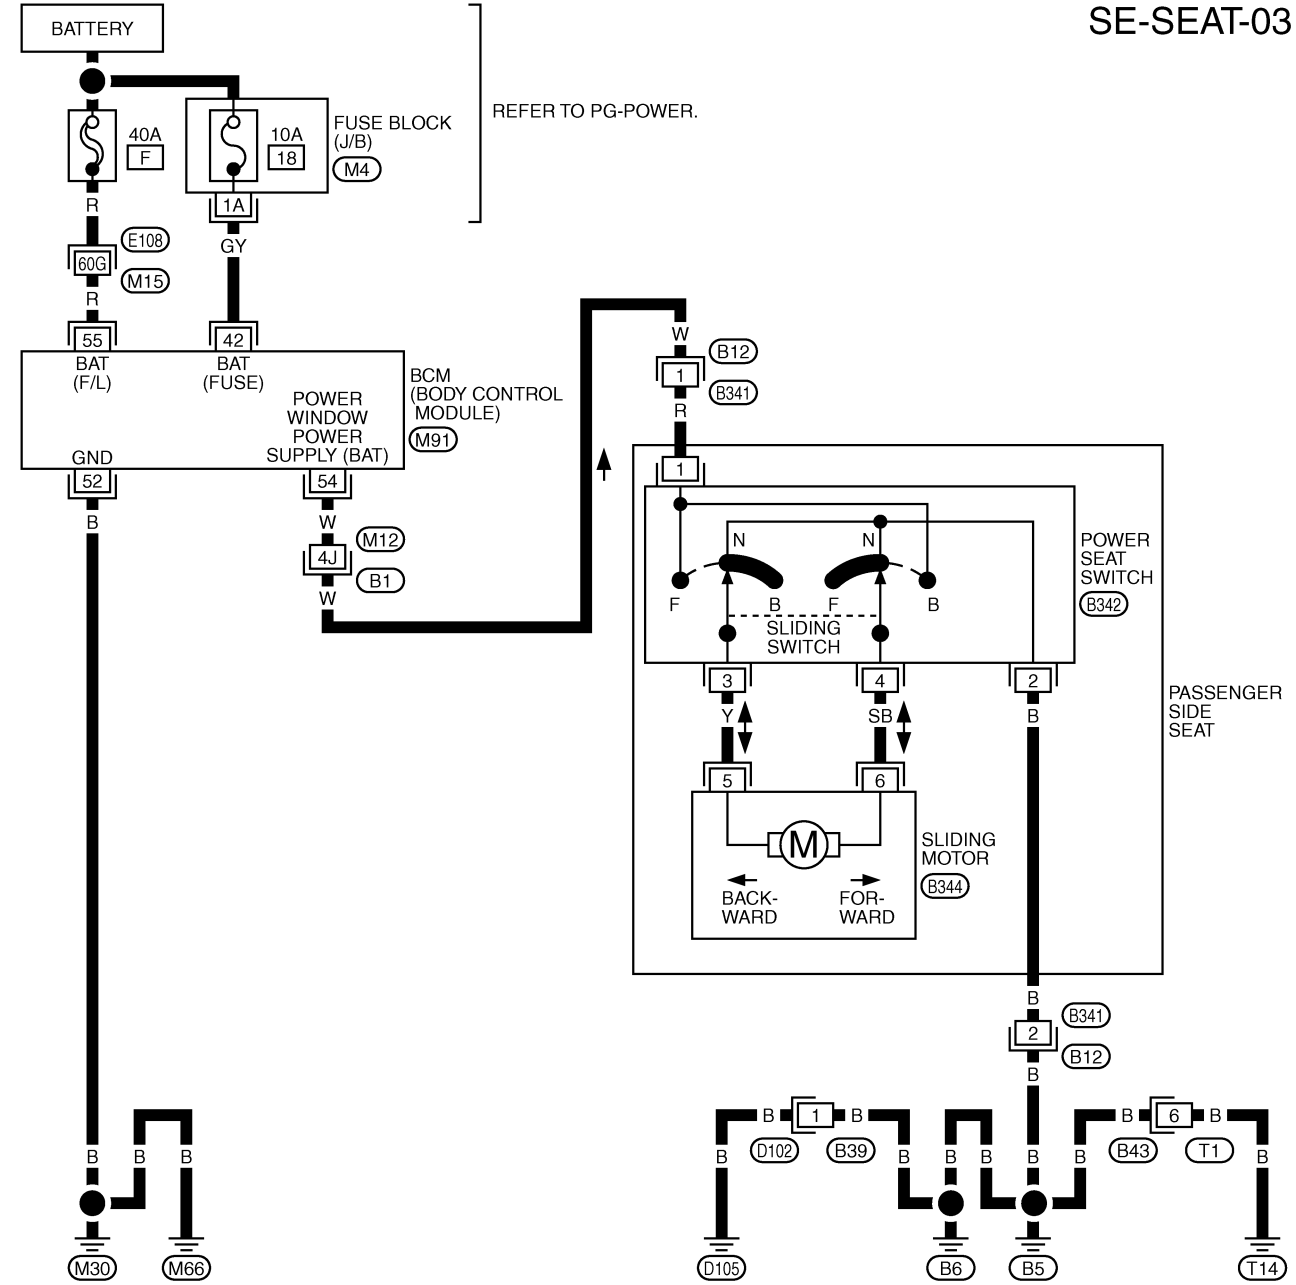 SE-SEAT-03
BATTERY
REFER TO PG-POWER.
40A
F
10A
18
FUSE BLOCK
(J/B)
M4
R
1A
GY
E108
60G
M15
R
55
42
BAT
(F/L)
BAT
(FUSE)
POWER
WINDOW
POWER
SUPPLY (BAT)
GND
BCM
(BODY CONTROL
MODULE)
M91
52
54
B
W
M12
4J
B1
W
W
B12
1
B341
R
1
N
N
F
B
F
B
SLIDING
SWITCH
POWER
SEAT
SWITCH
B342
3
4
2
Y
SB
B
PASSENGER
SIDE
SEAT
5
6
M
SLIDING
MOTOR
B344
BACK-
WARD
FOR-
WARD
B
B341
2
B12
B
B
1
B
B
6
B
D102
B39
B43
T1
B
B
B
B
B
B
B
B
B
B
M30
M66
D105
B6
B5
T14